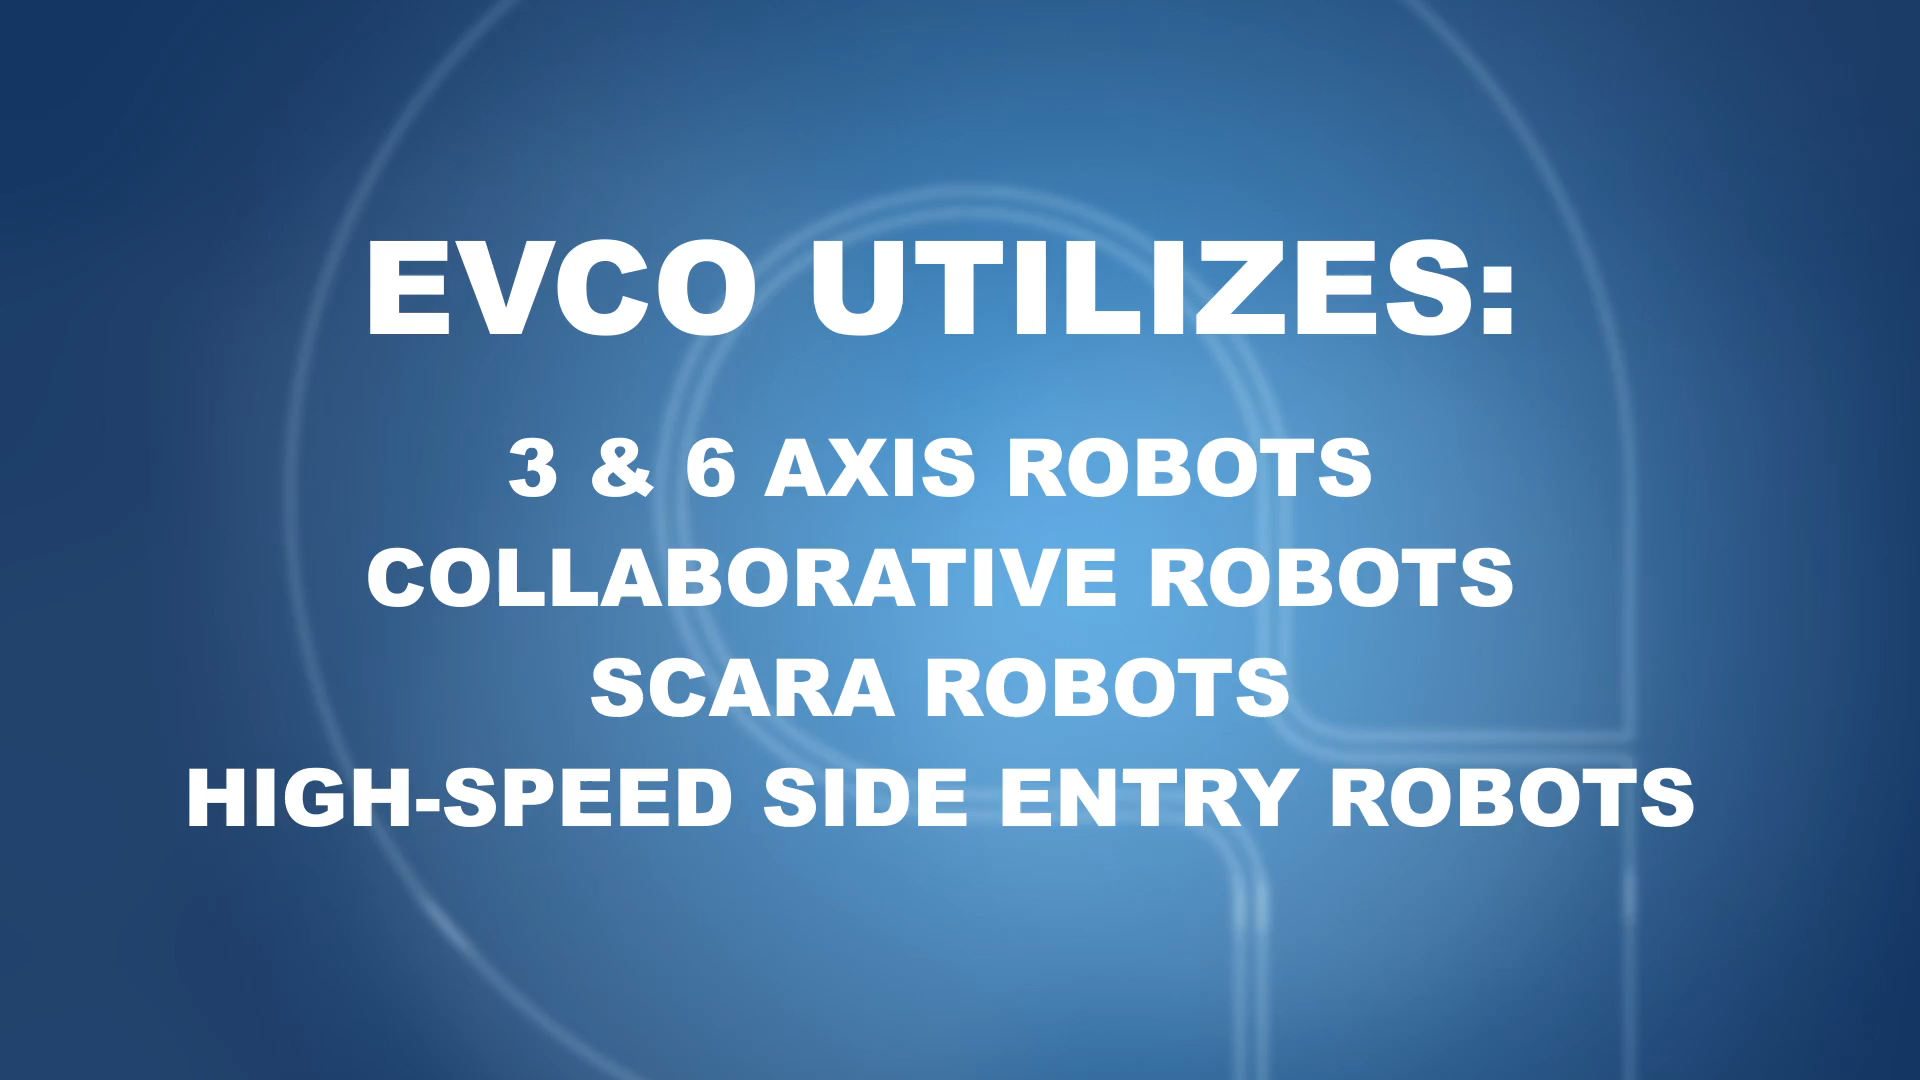 EVCO UTILIZES:
3 & 6 AXIS ROBOTS
COLLABORATIVE ROBOTS
SCARA ROBOTS
HIGH-SPEED SIDE ENTRY ROBOTS